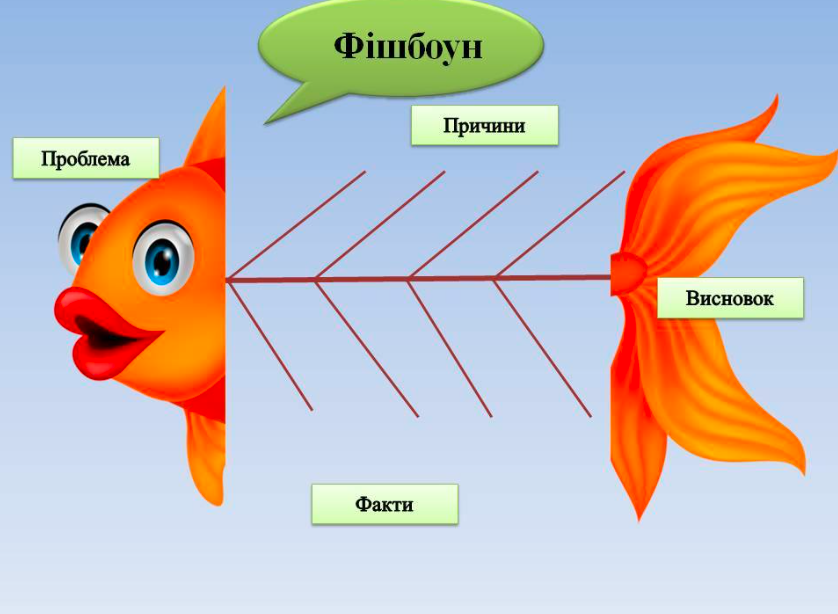 Фішбоун
Причини
Проблема
Висновок
Факти